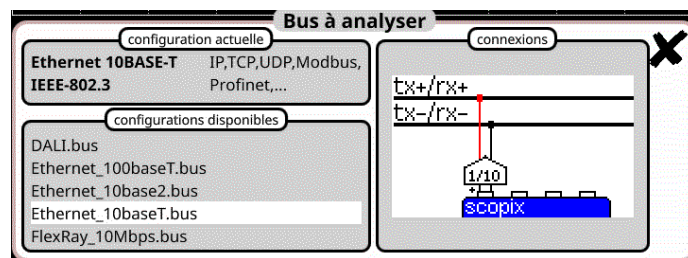 Bus à analyser
configuration actuelle
Ethernet 10BASE-T IP,TCP,UDP,Modbus,
IEEE-802.3 Profinet,...
configurations disponibles
DALI.bus
Ethernet_100baseT.bus
Ethernet_10base2.bus
Ethernet_10baseT.bus
FlexRay_10Mbps.bus
connexions
tx+/rx+
tx-/rx-
1/10
+ -
scopix